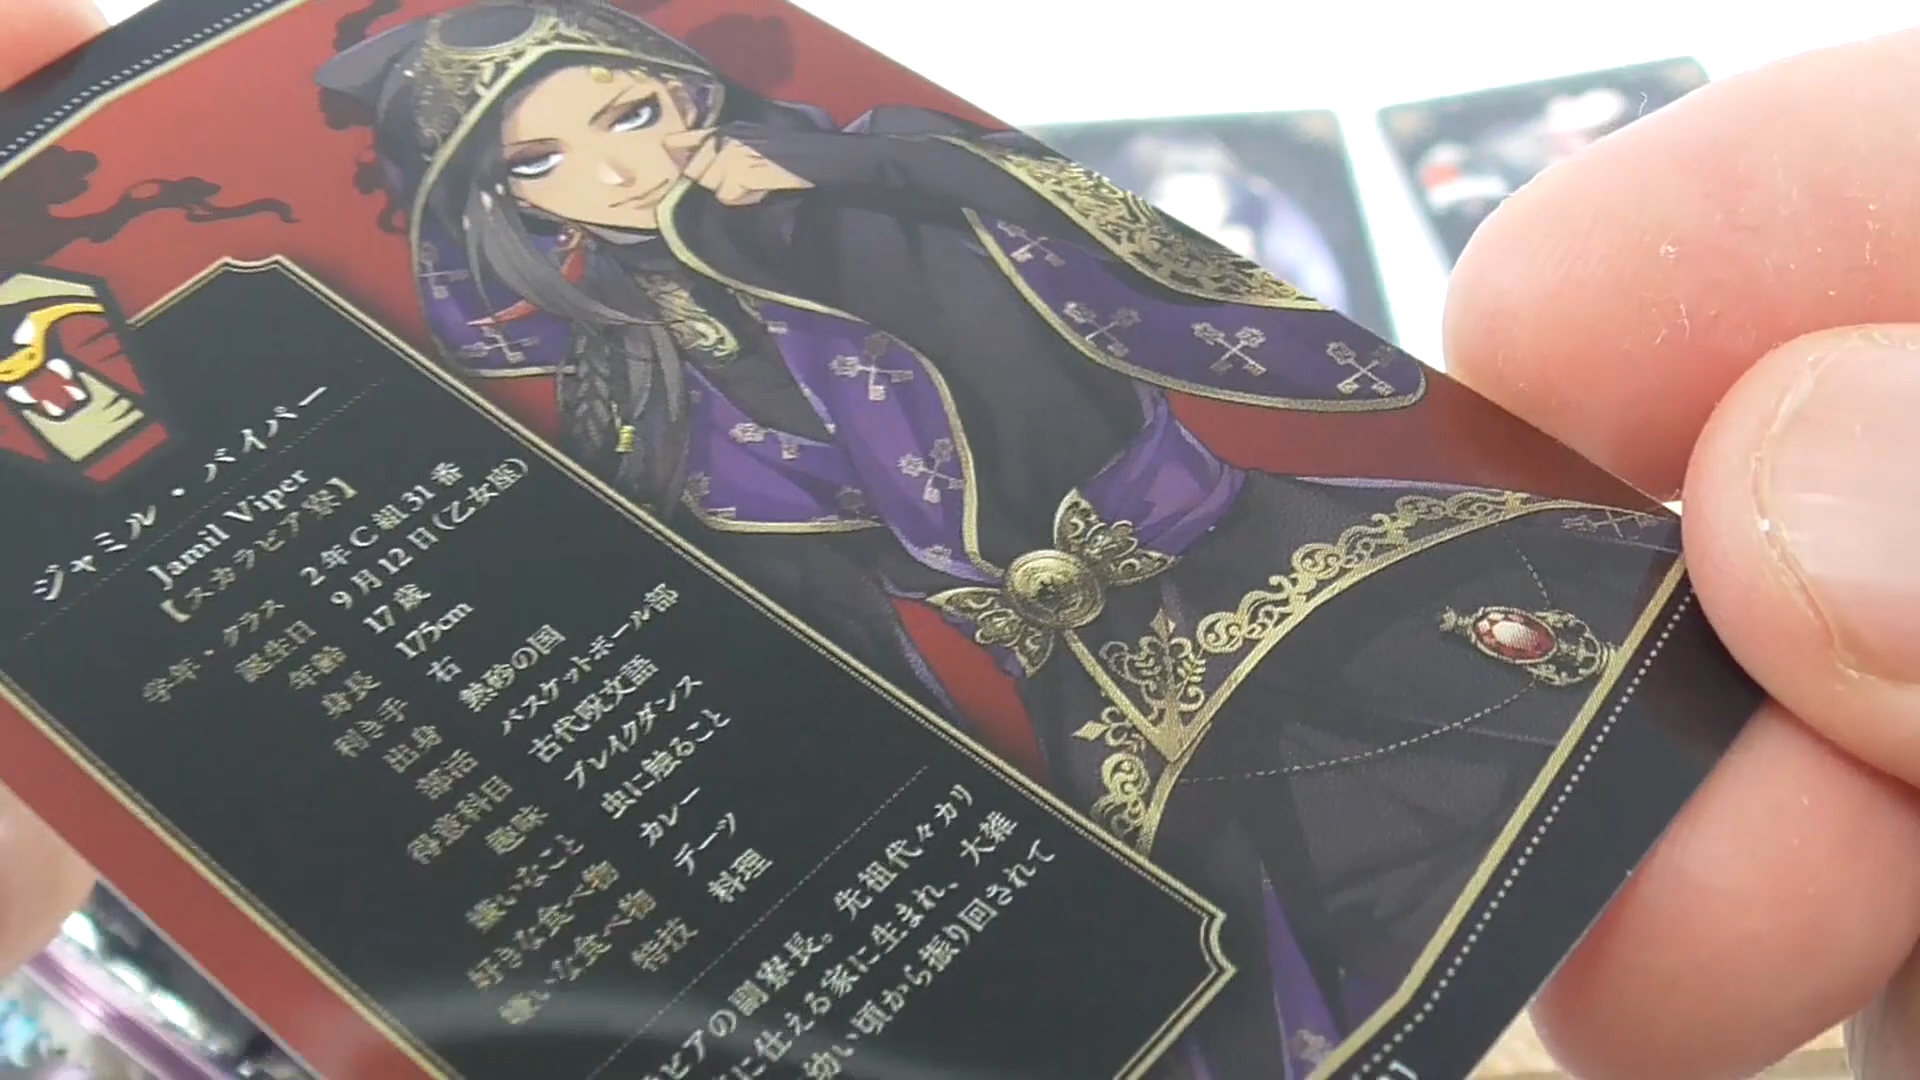 ジャミル・バイパー
Jamil Viper
【スカラビア寮】
学年・クラス 2年C組31番
誕生日 9月12日(乙女座)
年齢 17歳
身長 175cm
利き手 右
出身 熱砂の国
部活 バスケットボール部
得意科目 古代呪文語
趣味 ブレイクダンス
嫌いなこと 虫に触ること
好きな食べ物 カレー
嫌いな食べ物 デーツ
特技 料理
ビアの副寮長。先祖代々カリ
に仕える家に生まれ、大雑
幼い頃から振り回されて